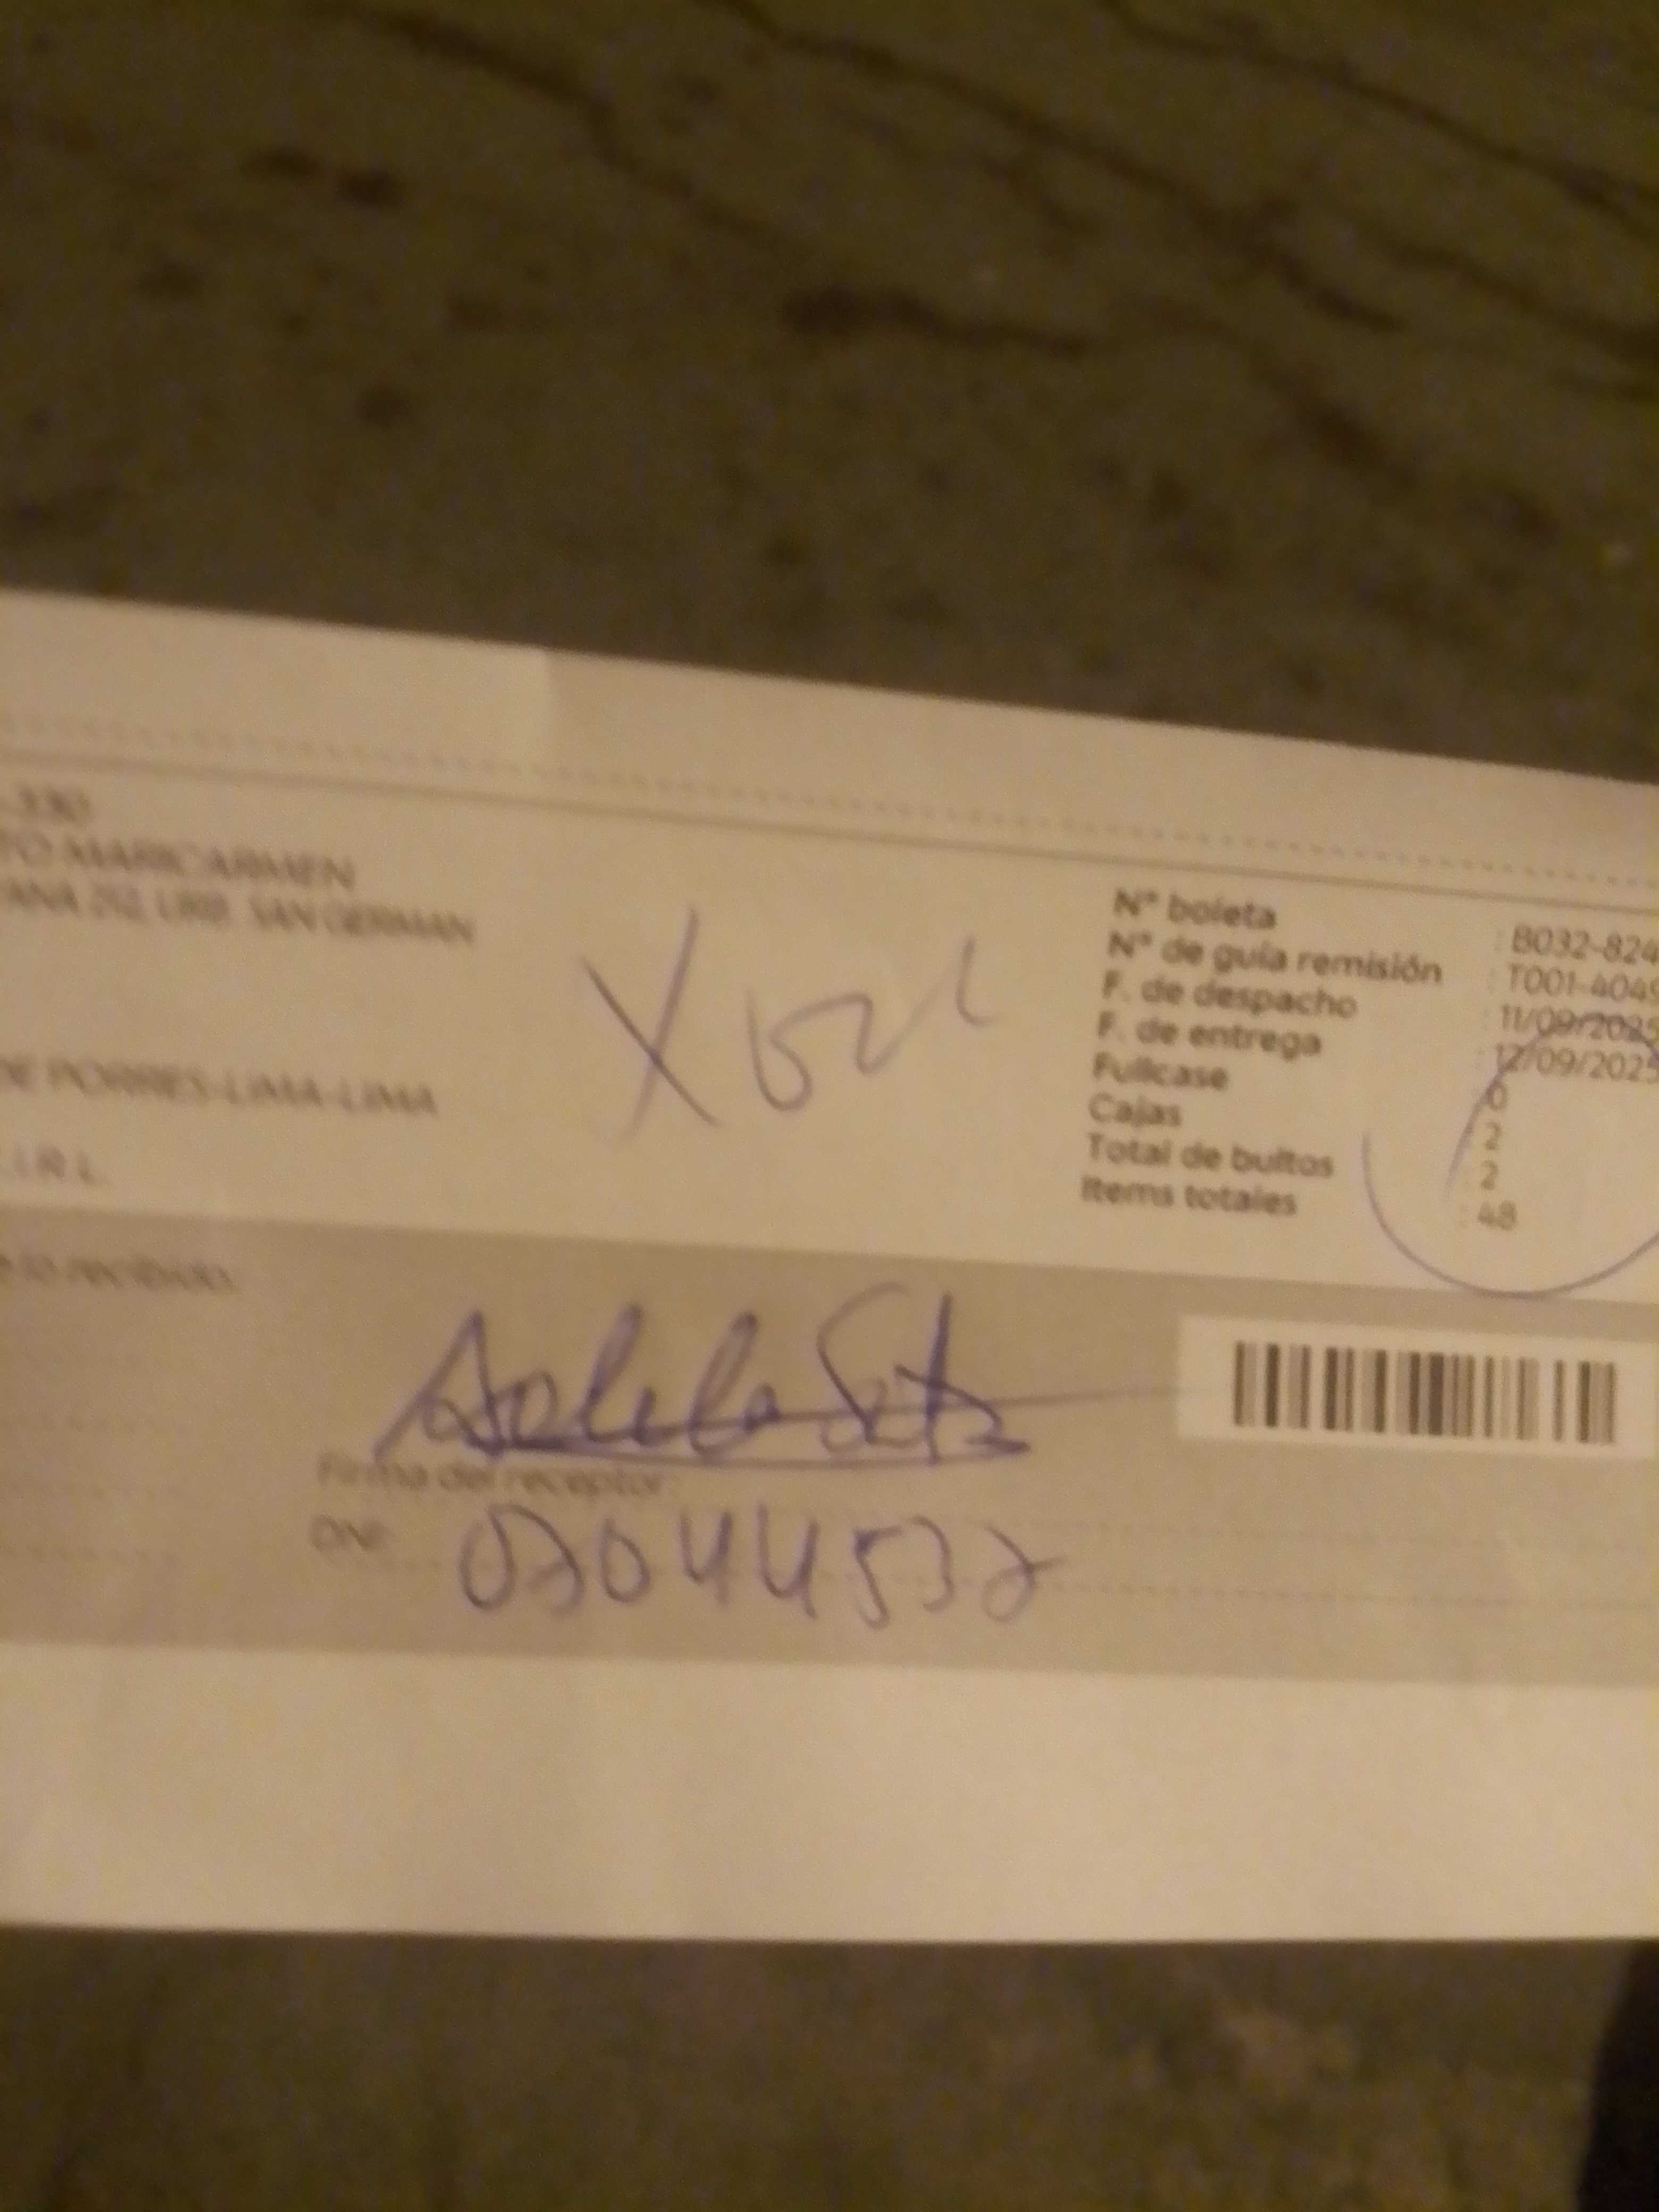 -330
TO MARICARMEN
ANA 212, URB. SAN GERMAN
DE PORRES-LIMA-LIMA
.I.R.L.
N° boleta : B032-824
N° de guía remisión : T001-4049
F. de despacho : 11/09/2025
F. de entrega : 12/09/2025
Fullcase : 0
Cajas : 2
Total de bultos : 2
Items totales : 48
lo recibido:
Firma del receptor:
DNI: